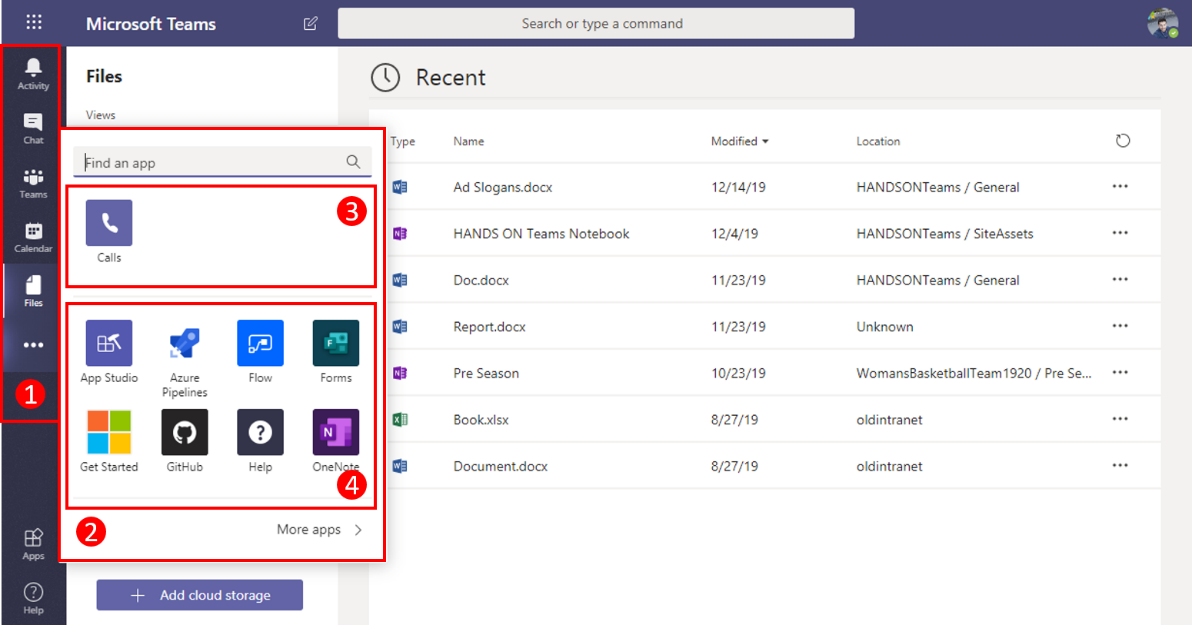 Microsoft Teams
Search or type a command
Activity
Chat
Teams
Calendar
Files
1
Apps
Help
Files
Views
Find an app
3
Calls
App Studio
Azure
Pipelines
Flow
Forms
Get Started
GitHub
Help
OneNote
4
2
More apps
Add cloud storage
Recent
Type Name Modified Location
Ad Slogans.docx 12/14/19 HANDSONTeams / General
HANDS ON Teams Notebook 12/4/19 HANDSONTeams / SiteAssets
Doc.docx 11/23/19 HANDSONTeams / General
Report.docx 11/23/19 Unknown
Pre Season 10/23/19 WomansBasketballTeam1920 / Pre Se...
Book.xlsx 8/27/19 oldintranet
Document.docx 8/27/19 oldintranet